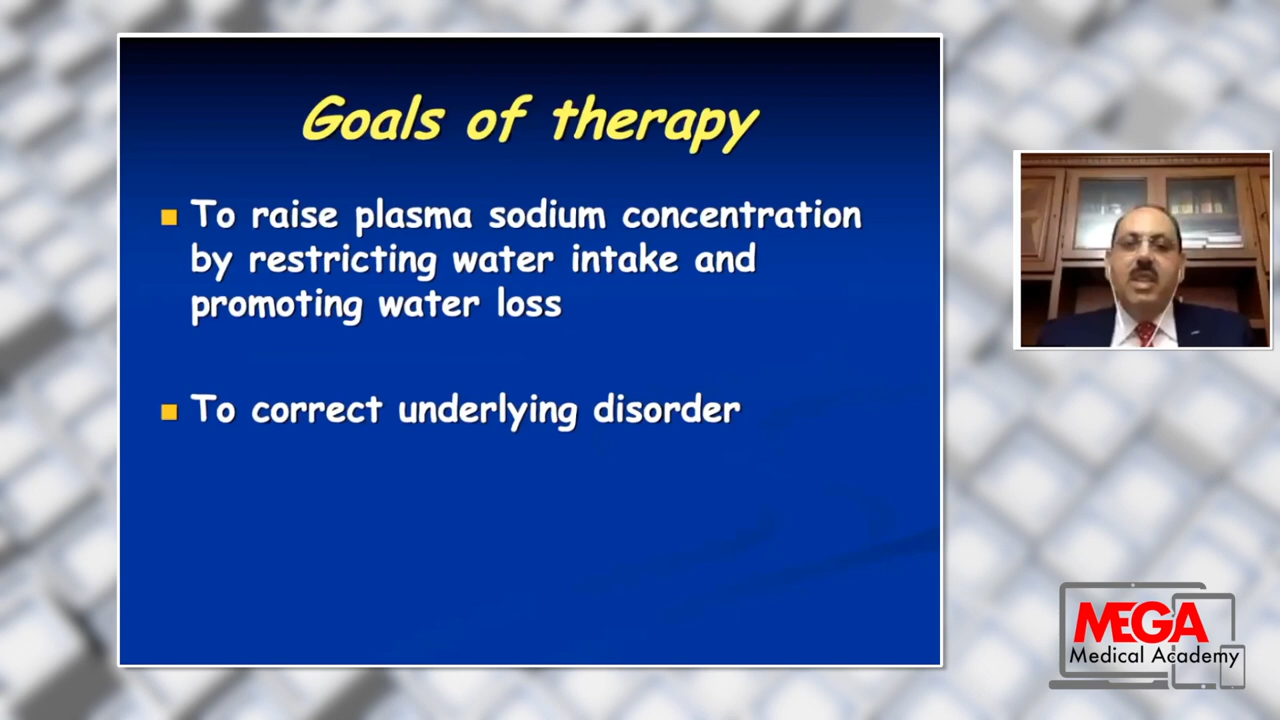 Goals of therapy
To raise plasma sodium concentration
by restricting water intake and
promoting water loss
To correct underlying disorder
MEGA
Medical Academy